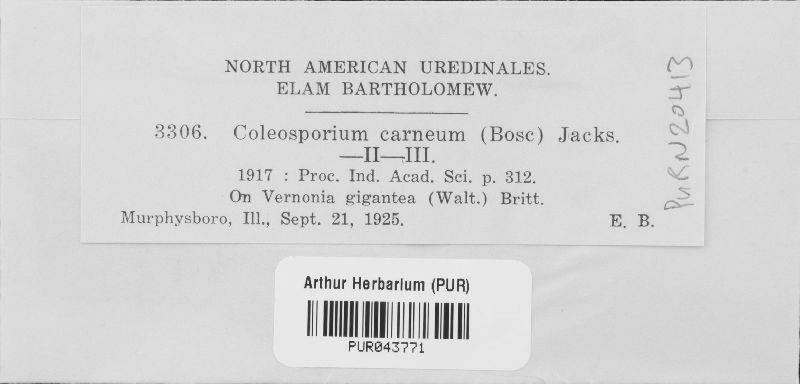 NORTH AMERICAN UREDINALES.
ELAM BARTHOLOMEW.
3306. Coleosporium carneum (Bosc) Jacks.
—II—III.
1917 : Proc. Ind. Acad. Sci. p. 312.
On Vernonia gigantea (Walt.) Britt.
Murphysboro, Ill., Sept. 21, 1925. E. B.
PURN20413
Arthur Herbarium (PUR)
PUR043771